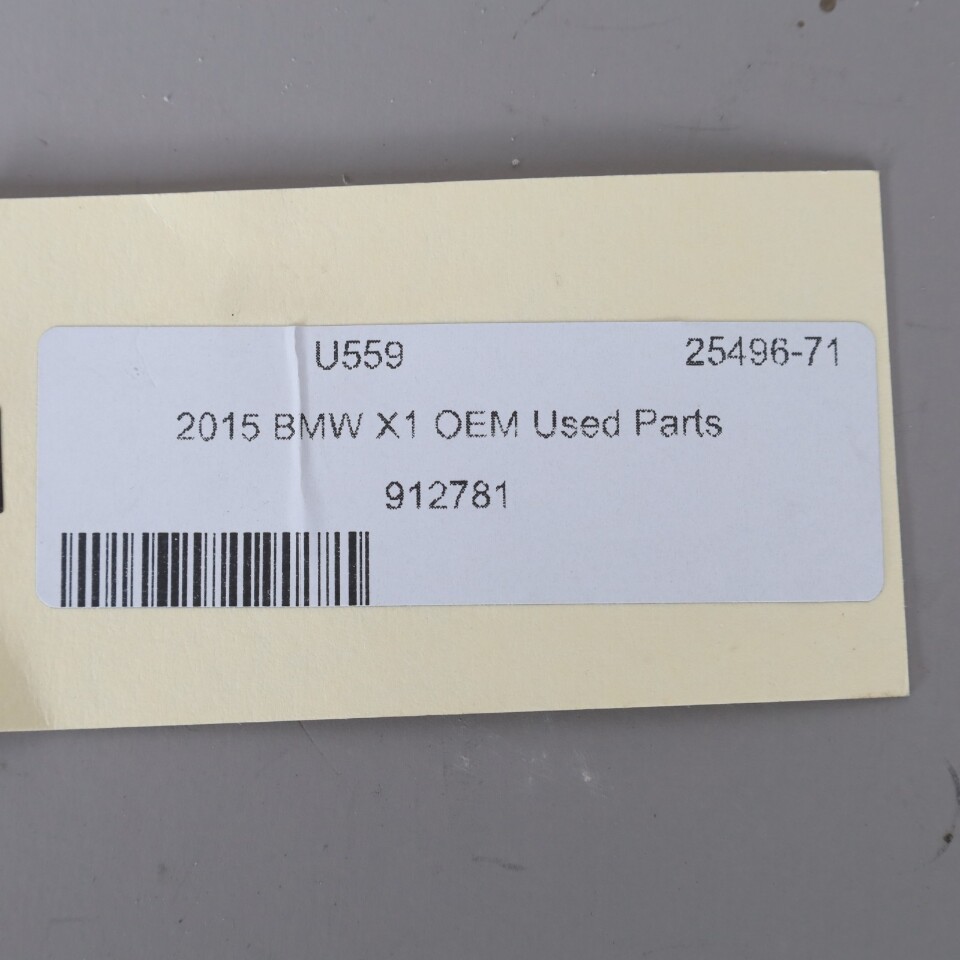 U559 25496-71
2015 BMW X1 OEM Used Parts
912781